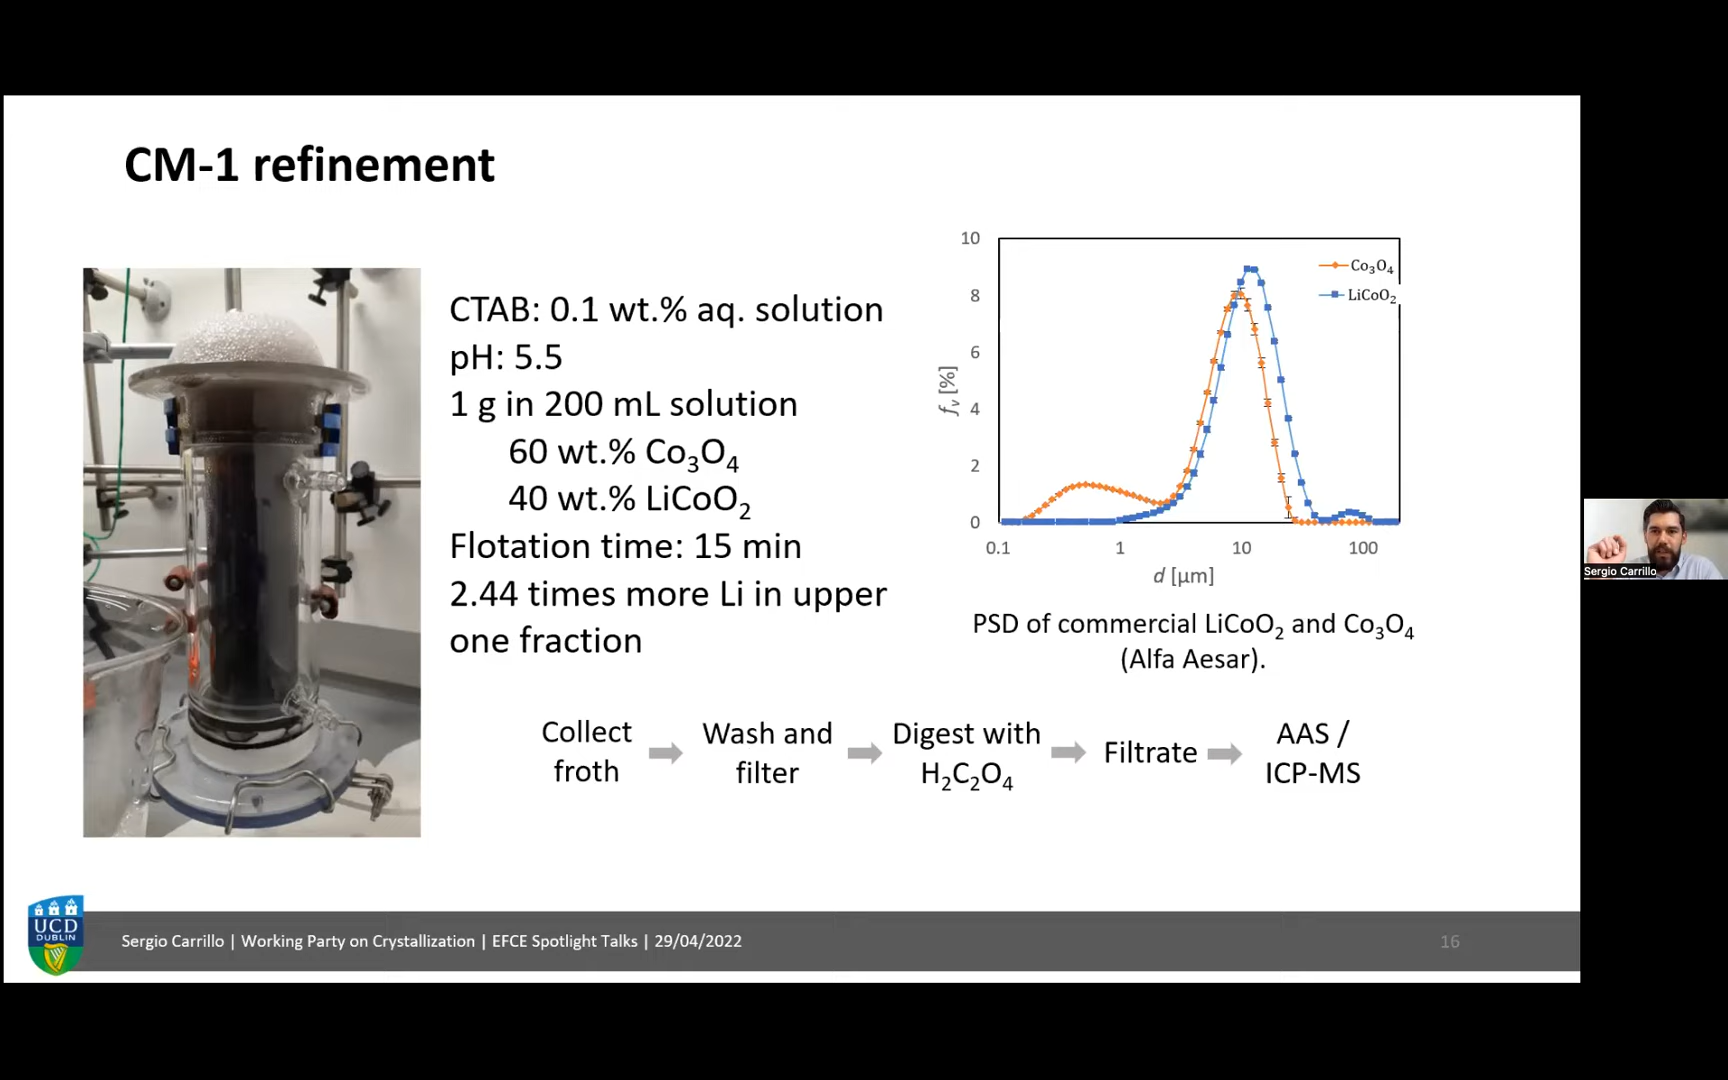 CM-1 refinement
CTAB: 0.1 wt.% aq. solution
pH: 5.5
1 g in 200 mL solution
60 wt.% Co₃O₄
40 wt.% LiCoO₂
Flotation time: 15 min
2.44 times more Li in upper
one fraction
10
8
6
4
2
0
fᵥ [%]
Co₃O₄
LiCoO₂
0.1 1 10 100
d [µm]
PSD of commercial LiCoO₂ and Co₃O₄
(Alfa Aesar).
Collect
froth
Wash and
filter
Digest with
H₂C₂O₄
Filtrate
AAS /
ICP-MS
Sergio Carrillo
UCD
DUBLIN
Sergio Carrillo | Working Party on Crystallization | EFCE Spotlight Talks | 29/04/2022
16